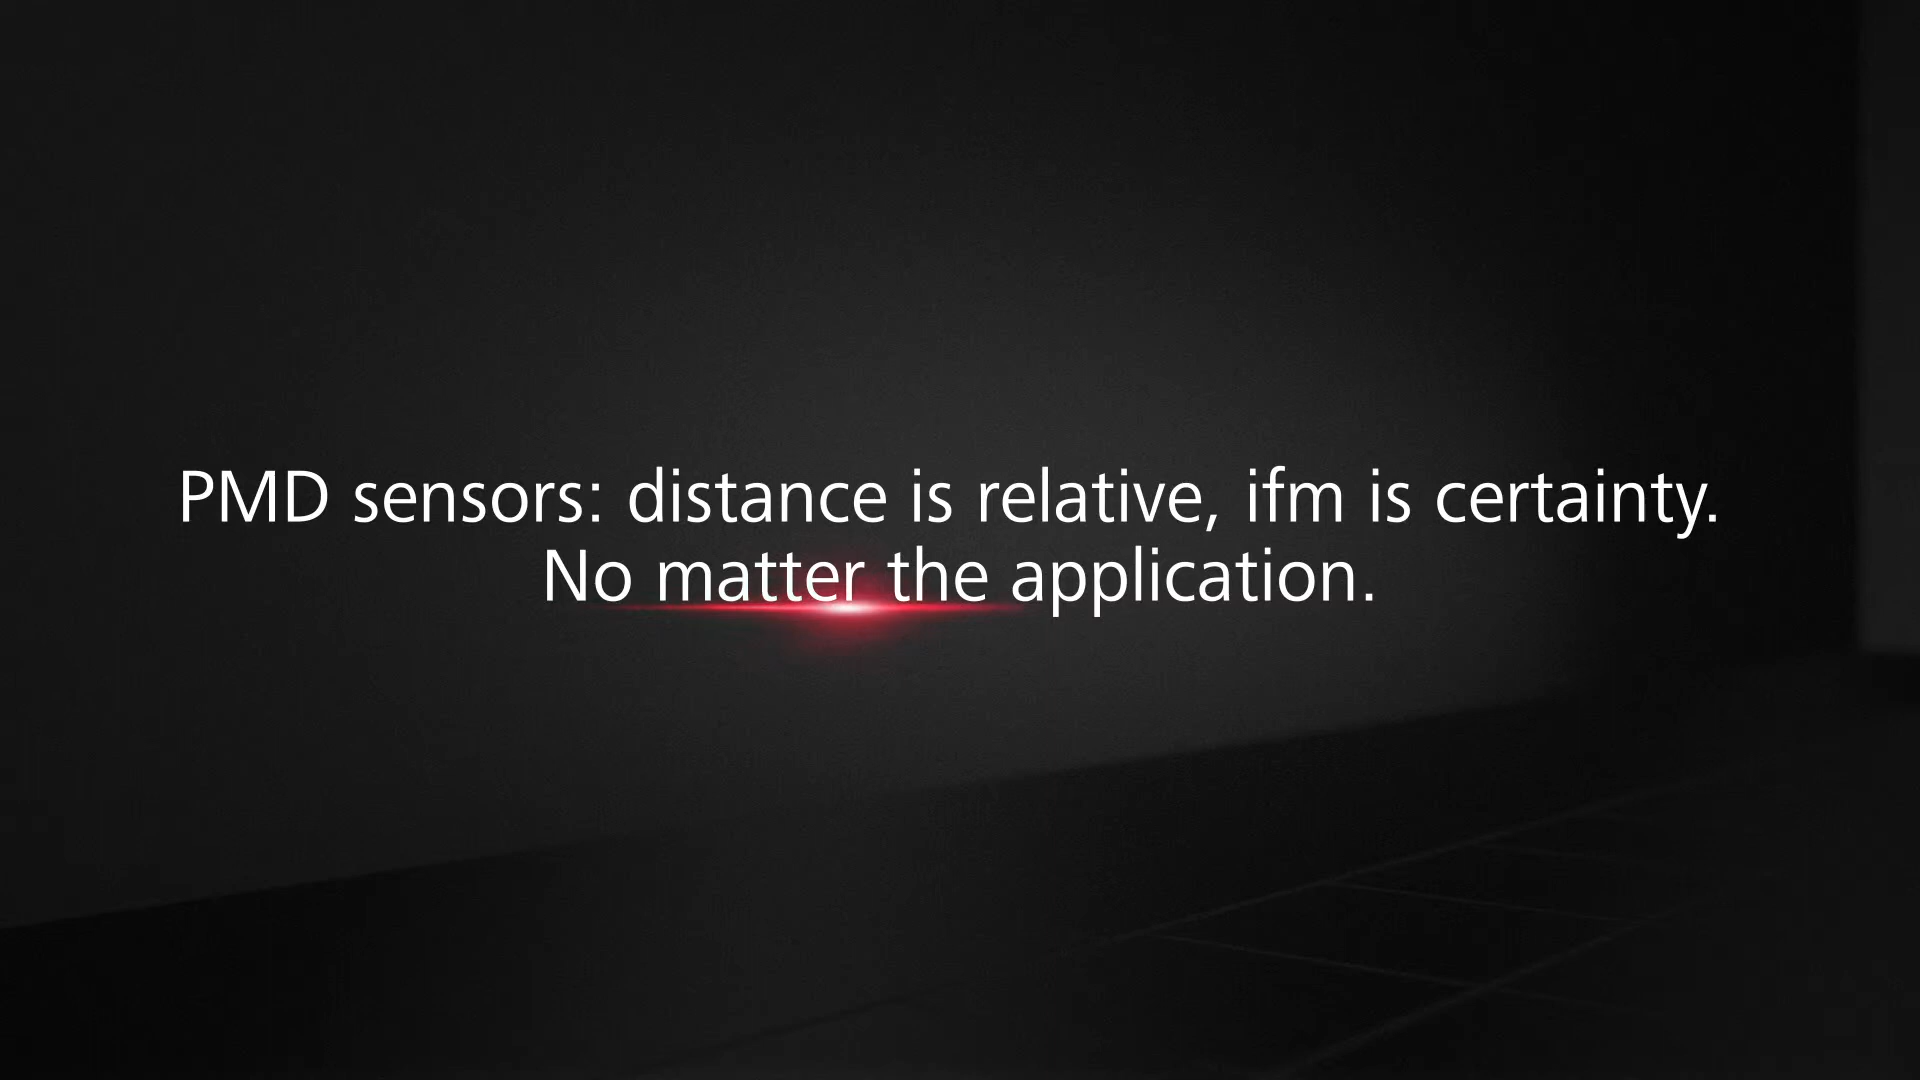 PMD sensors: distance is relative, ifm is certainty.
No matter the application.